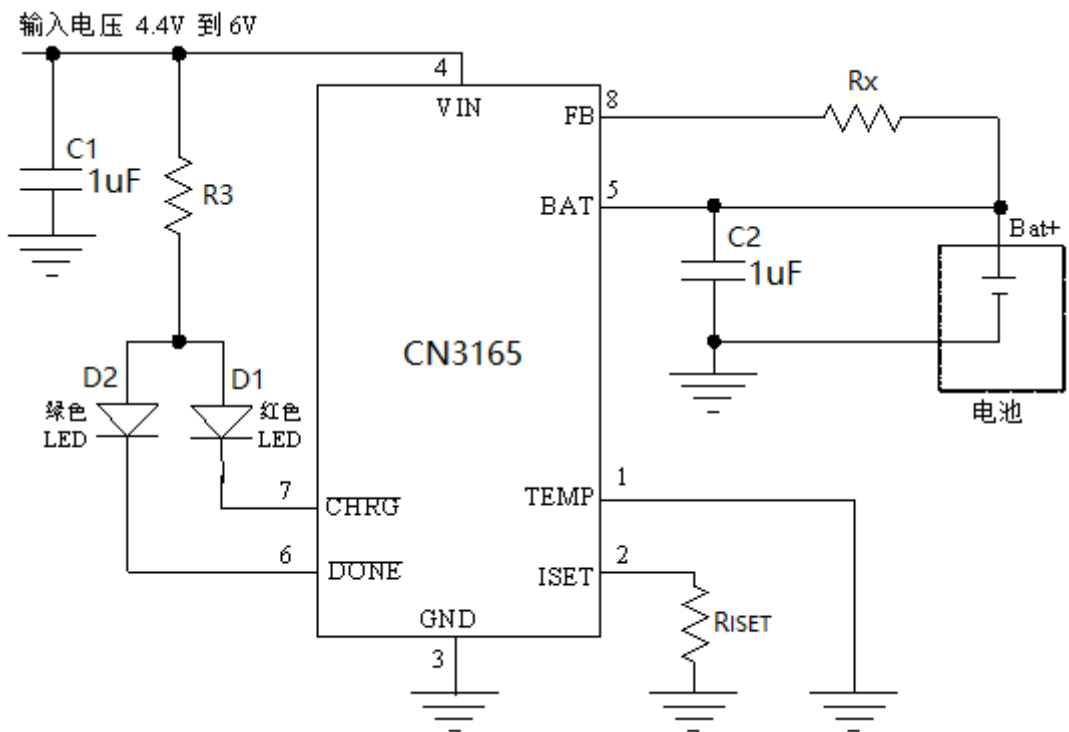 输入电压 4.4V 到 6V
4
VIN
C1
1uF
R3
FB
8
Rx
BAT
5
C2
1uF
Bat+
电池
CN3165
D2
绿色
LED
D1
红色
LED
7
CHRG
6
DONE
TEMP
1
ISET
2
RISET
GND
3